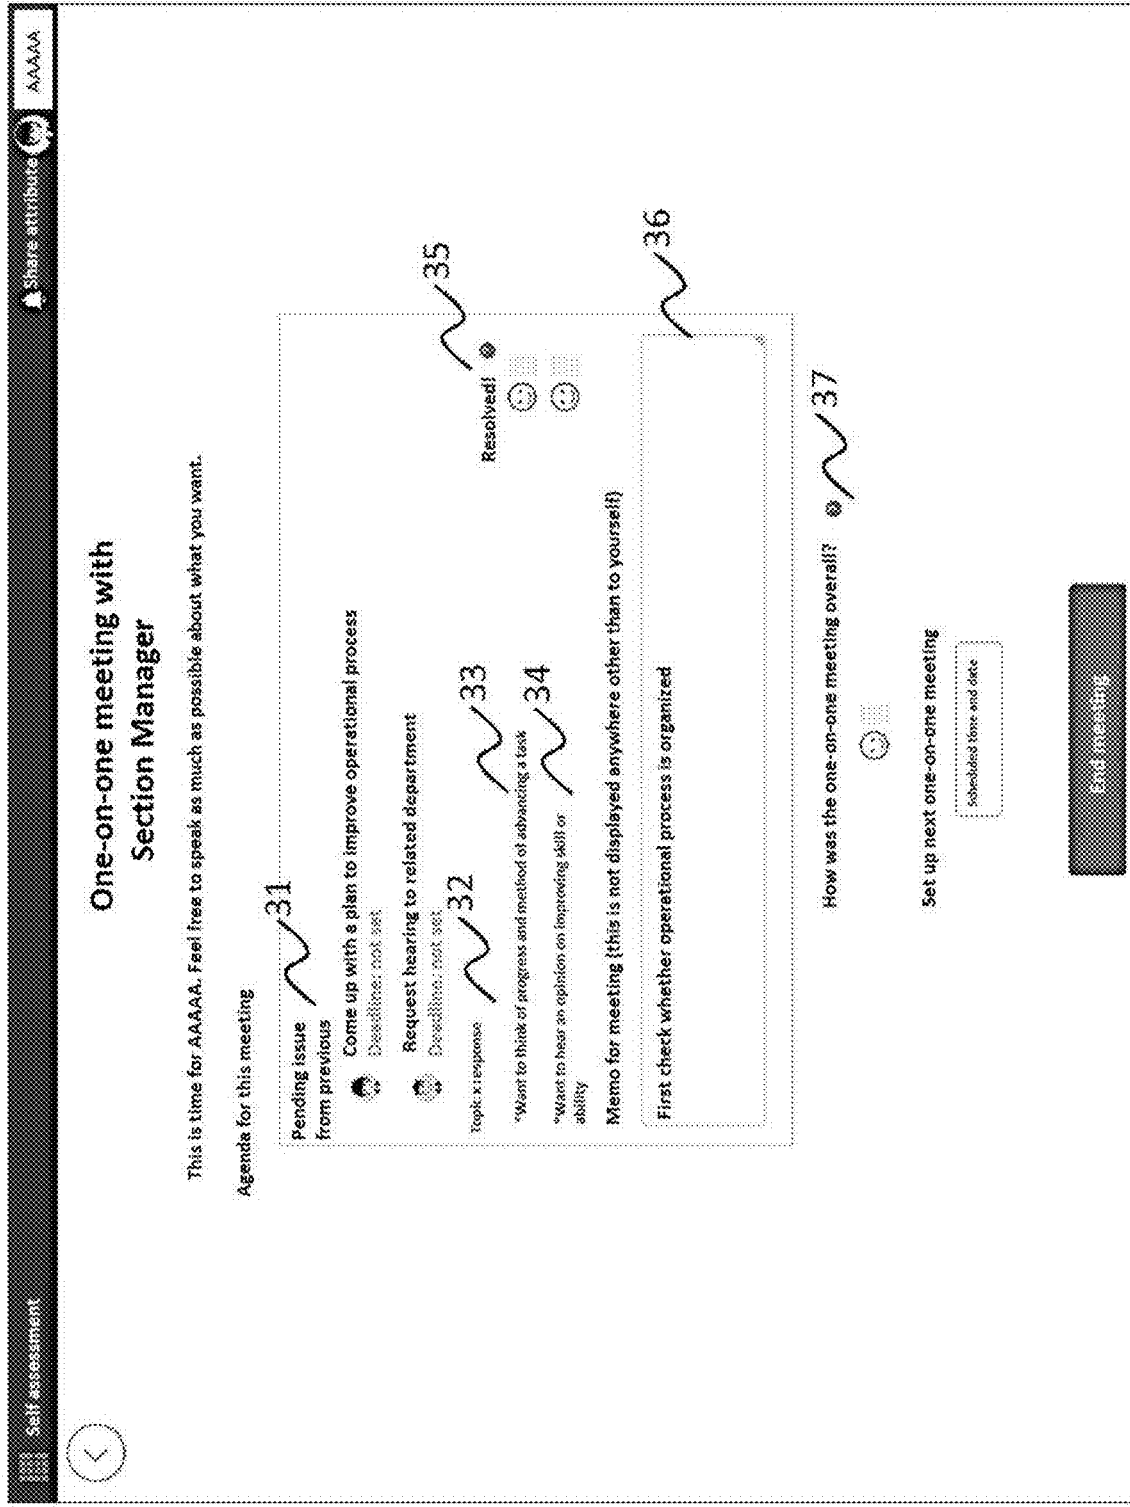 Self assessment
Share attribute
AAAAA
One-on-one meeting with
Section Manager
This is time for AAAAA. Feel free to speak as much as possible about what you want.
Agenda for this meeting
Pending issue
from previous
31
Come up with a plan to improve operational process
Deadline: not set
Request hearing to related department
Deadline: not set
Topic x response
32
Resolved!
35
"Want to think of progress and method of advancing a task
33
"Want to hear an opinion on improving skill or
ability
34
Memo for meeting (this is not displayed anywhere other than to yourself)
First check whether operational process is organized
36
How was the one-on-one meeting overall?
37
Set up next one-on-one meeting
Scheduled time and date
End meeting